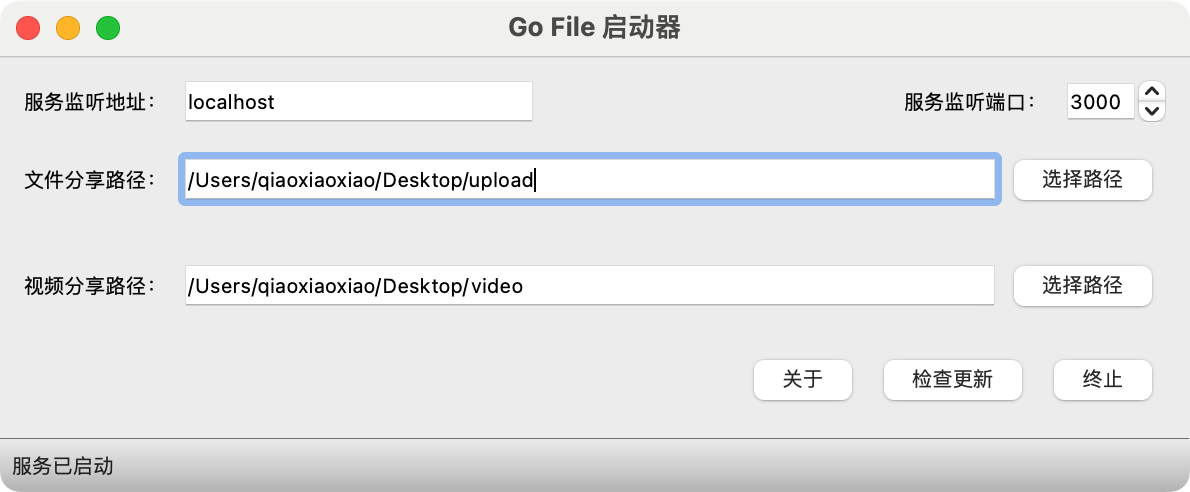 Go File 启动器
服务监听地址： localhost 服务监听端口： 3000
文件分享路径： /Users/qiaoxiaoxiao/Desktop/upload 选择路径
视频分享路径： /Users/qiaoxiaoxiao/Desktop/video 选择路径
关于 检查更新 终止
服务已启动